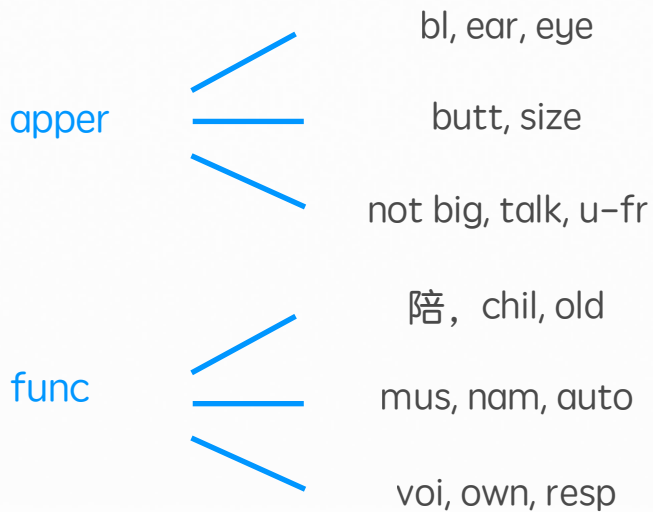 bl, ear, eye
apper
butt, size
not big, talk, u-fr
陪，chil, old
func
mus, nam, auto
voi, own, resp